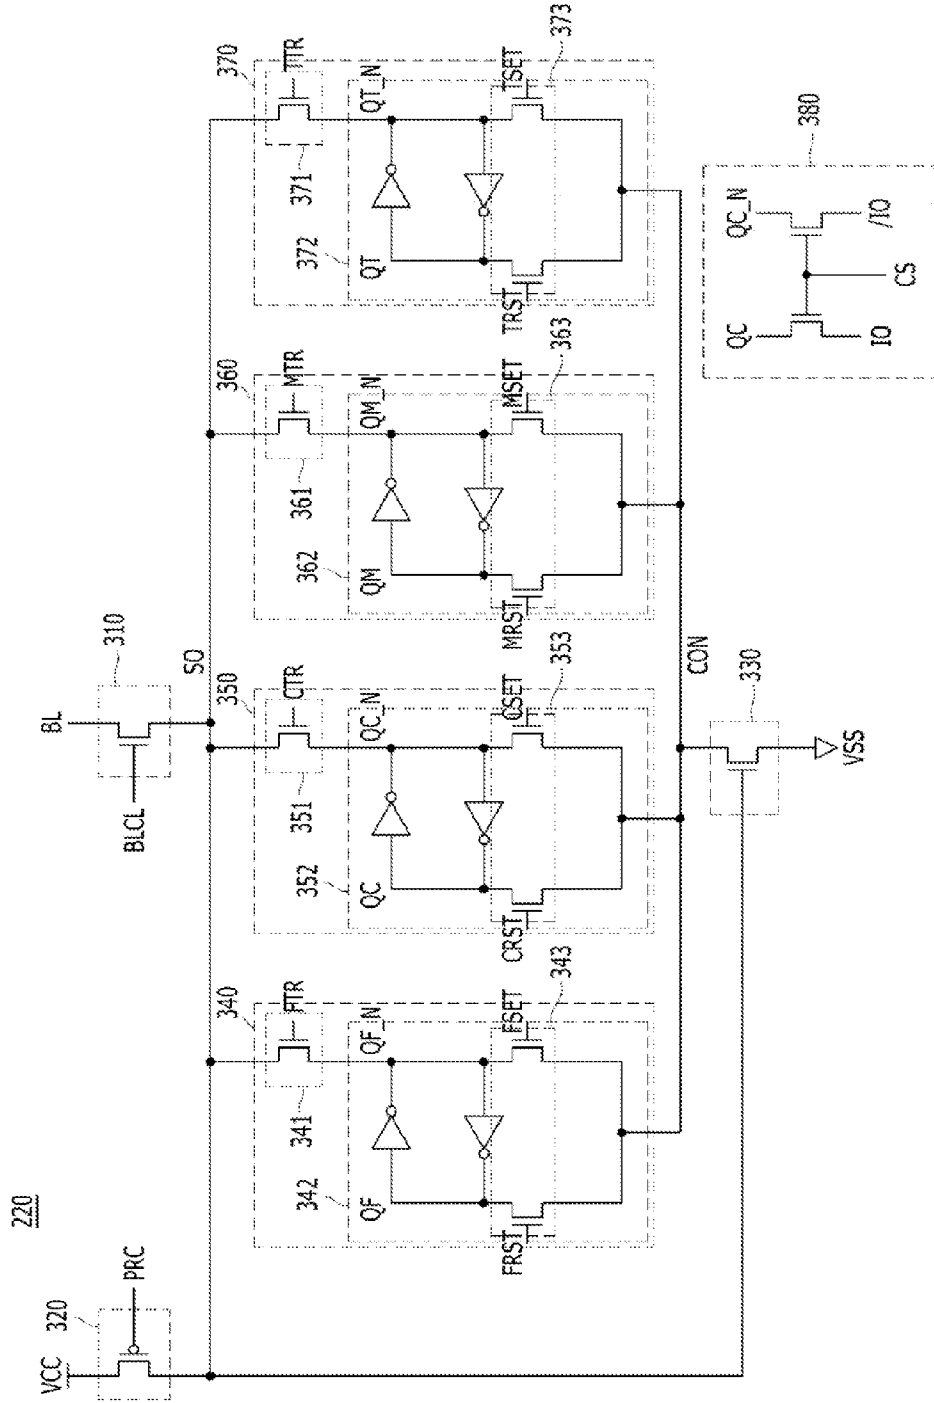 220
VCC
320
PRC
BL
310
BLCL
SO
340
FTR
341
342
QF
QF_N
FRST
FSET
343
350
CTR
351
352
QC
QC_N
CRST
CSET
353
360
MTR
361
362
QM
QM_N
MRST
MSET
363
370
TTR
371
372
QT
QT_N
TRST
TSET
373
CON
330
VSS
380
QC
QC_N
IO
/IO
CS